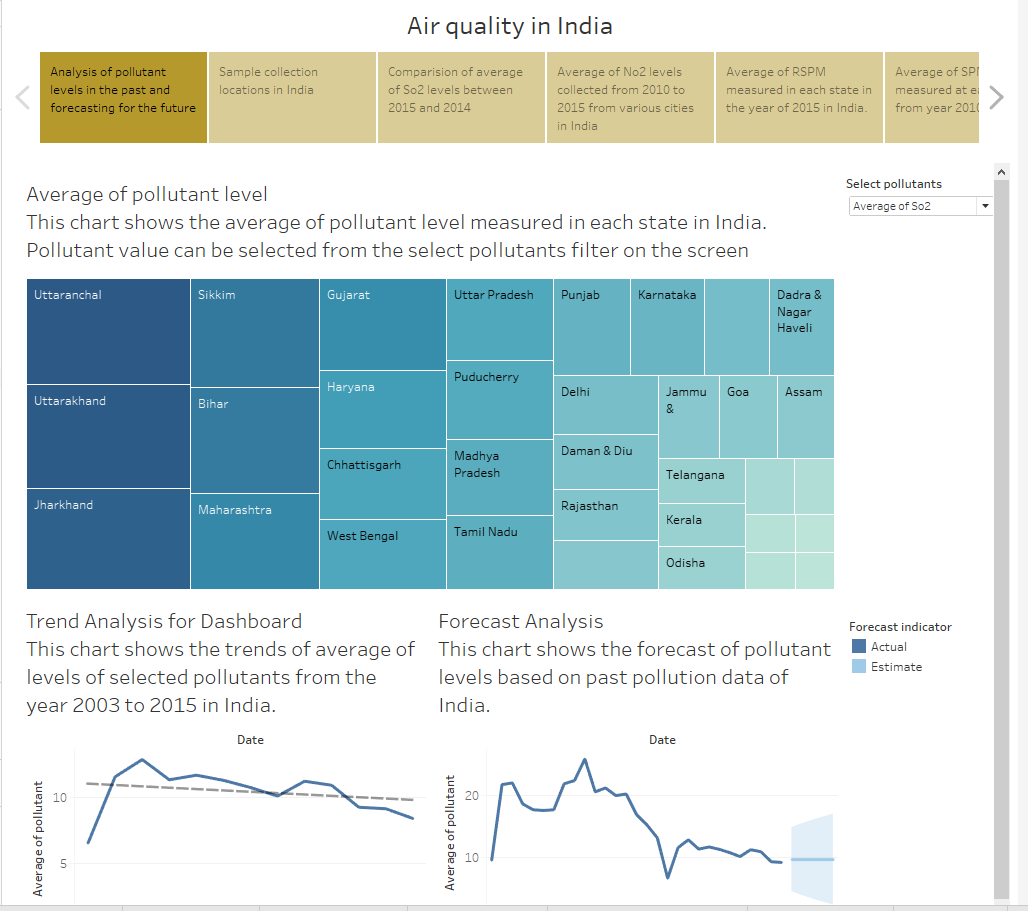 Air quality in India
Analysis of pollutant
levels in the past and
forecasting for the future
Sample collection
locations in India
Comparision of average
of So2 levels between
2015 and 2014
Average of No2 levels
collected from 2010 to
2015 from various cities
in India
Average of RSPM
measured in each state in
the year of 2015 in India.
Average of SPM
measured at ea
from year 2010
Average of pollutant level
This chart shows the average of pollutant level measured in each state in India.
Pollutant value can be selected from the select pollutants filter on the screen
Select pollutants
Average of So2
Uttaranchal
Uttarakhand
Jharkhand
Sikkim
Bihar
Maharashtra
Gujarat
Haryana
Chhattisgarh
West Bengal
Uttar Pradesh
Puducherry
Madhya
Pradesh
Tamil Nadu
Punjab
Karnataka
Dadra &
Nagar
Haveli
Delhi
Daman & Diu
Rajasthan
Jammu
&
Goa
Assam
Telangana
Kerala
Odisha
Trend Analysis for Dashboard
This chart shows the trends of average of
levels of selected pollutants from the
year 2003 to 2015 in India.
Date
Average of pollutant
10
5
Forecast Analysis
This chart shows the forecast of pollutant
levels based on past pollution data of
India.
Date
Average of pollutant
20
10
Forecast indicator
Actual
Estimate